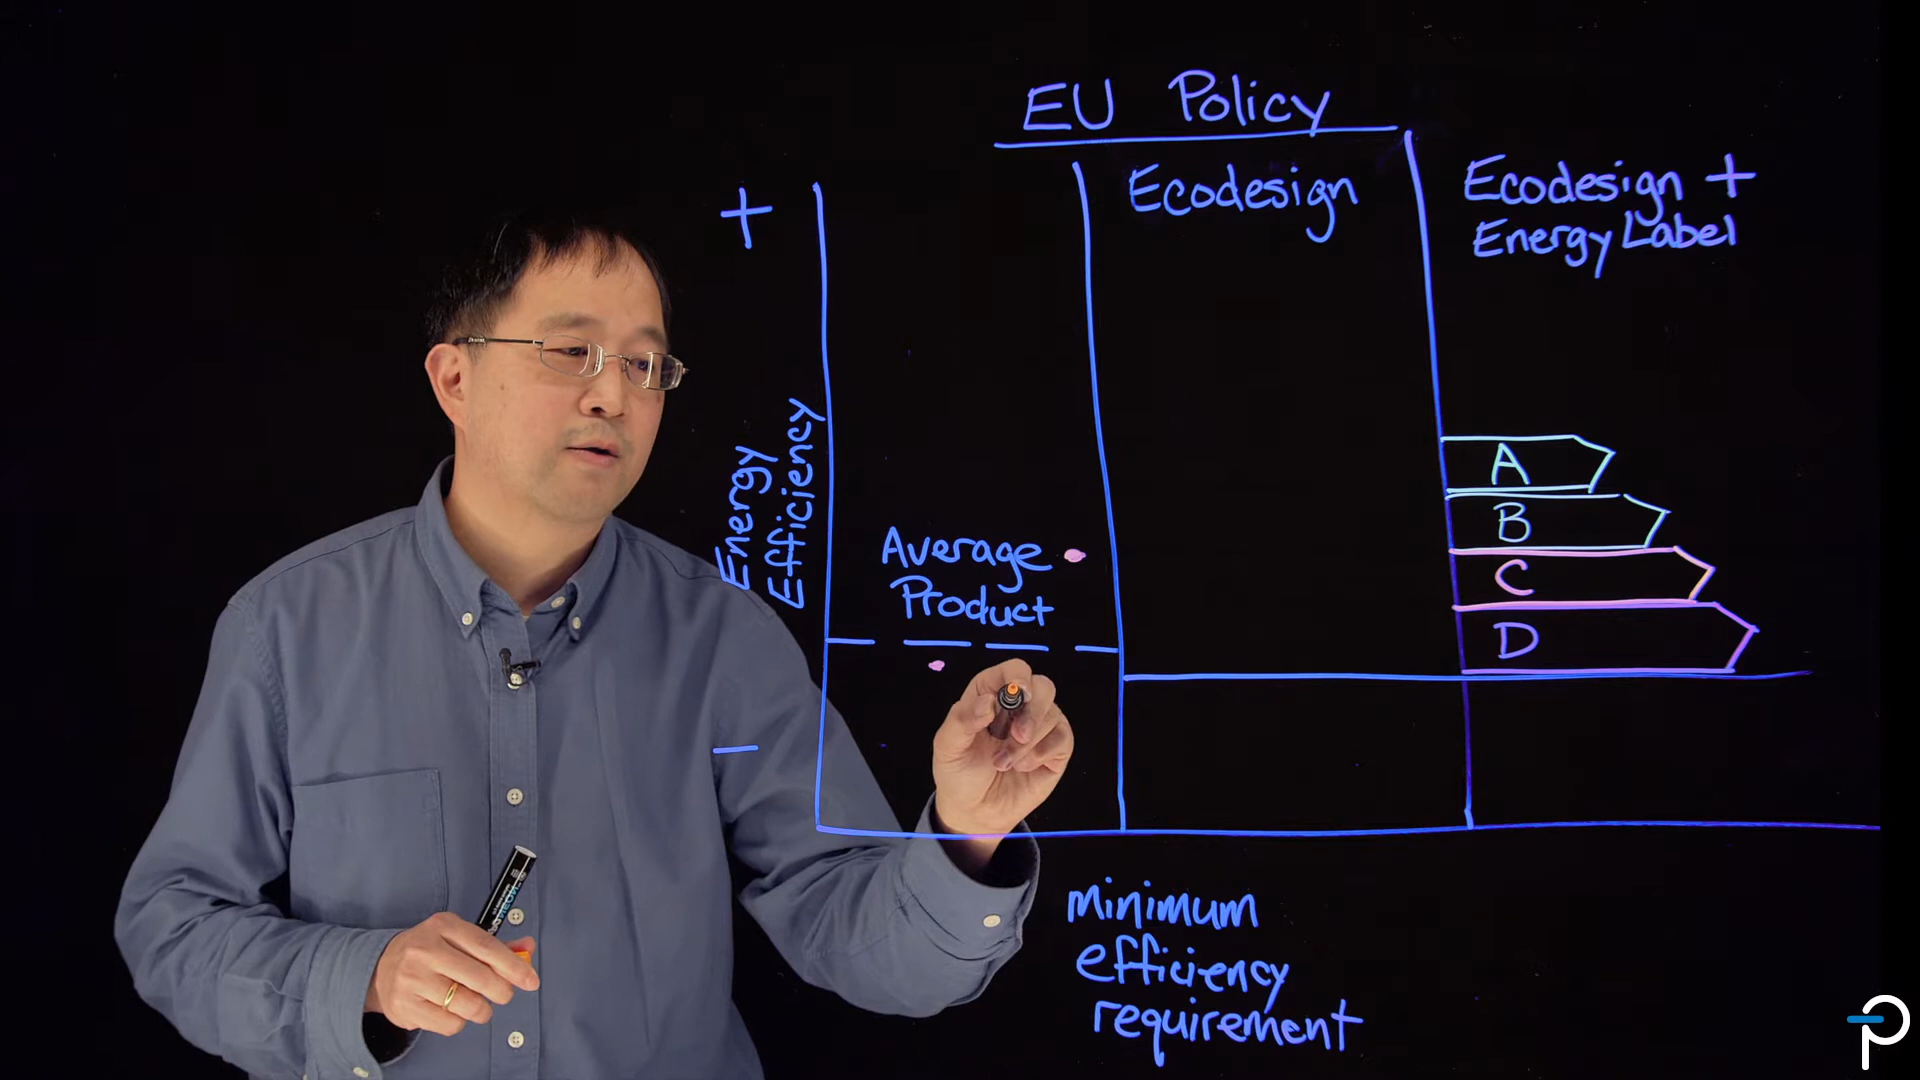 EU Policy
Ecodesign
Ecodesign +
Energy Label
+
Energy
Efficiency
Average
Product
A
B
C
D
−
minimum
efficiency
requirement